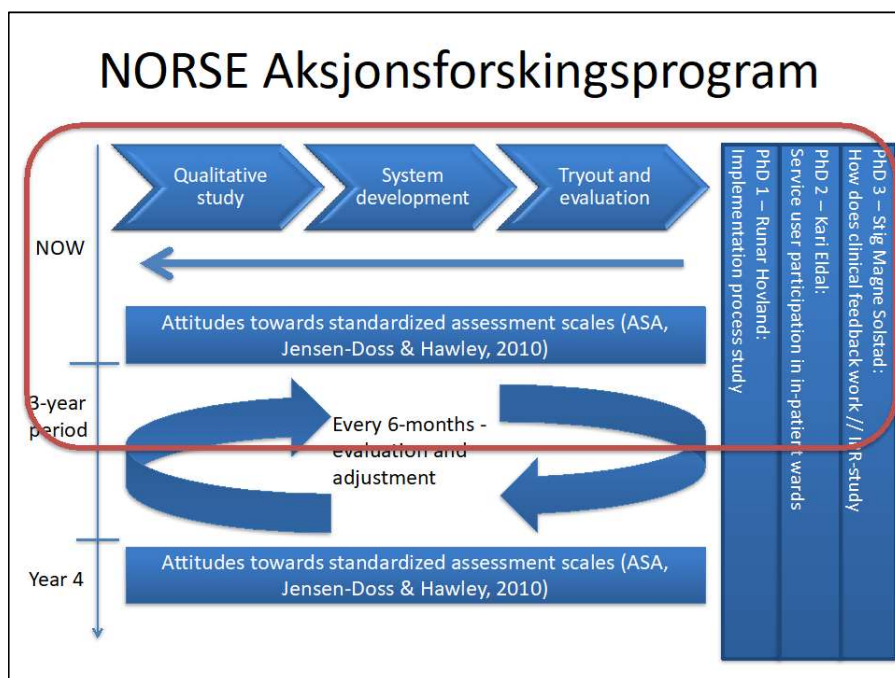 NORSE Aksjonsforskingsprogram
Qualitative
study
System
development
Tryout and
evaluation
NOW
Attitudes towards standardized assessment scales (ASA,
Jensen-Doss & Hawley, 2010)
3-year
period
Every 6-months -
evaluation and
adjustment
Year 4
Attitudes towards standardized assessment scales (ASA,
Jensen-Doss & Hawley, 2010)
PhD 1 – Runar Hovland:
Implementation process study
PhD 2 – Kari Eldal:
Service user participation in in-patient wards
PhD 3 – Stig Magne Solstad:
How does clinical feedback work //